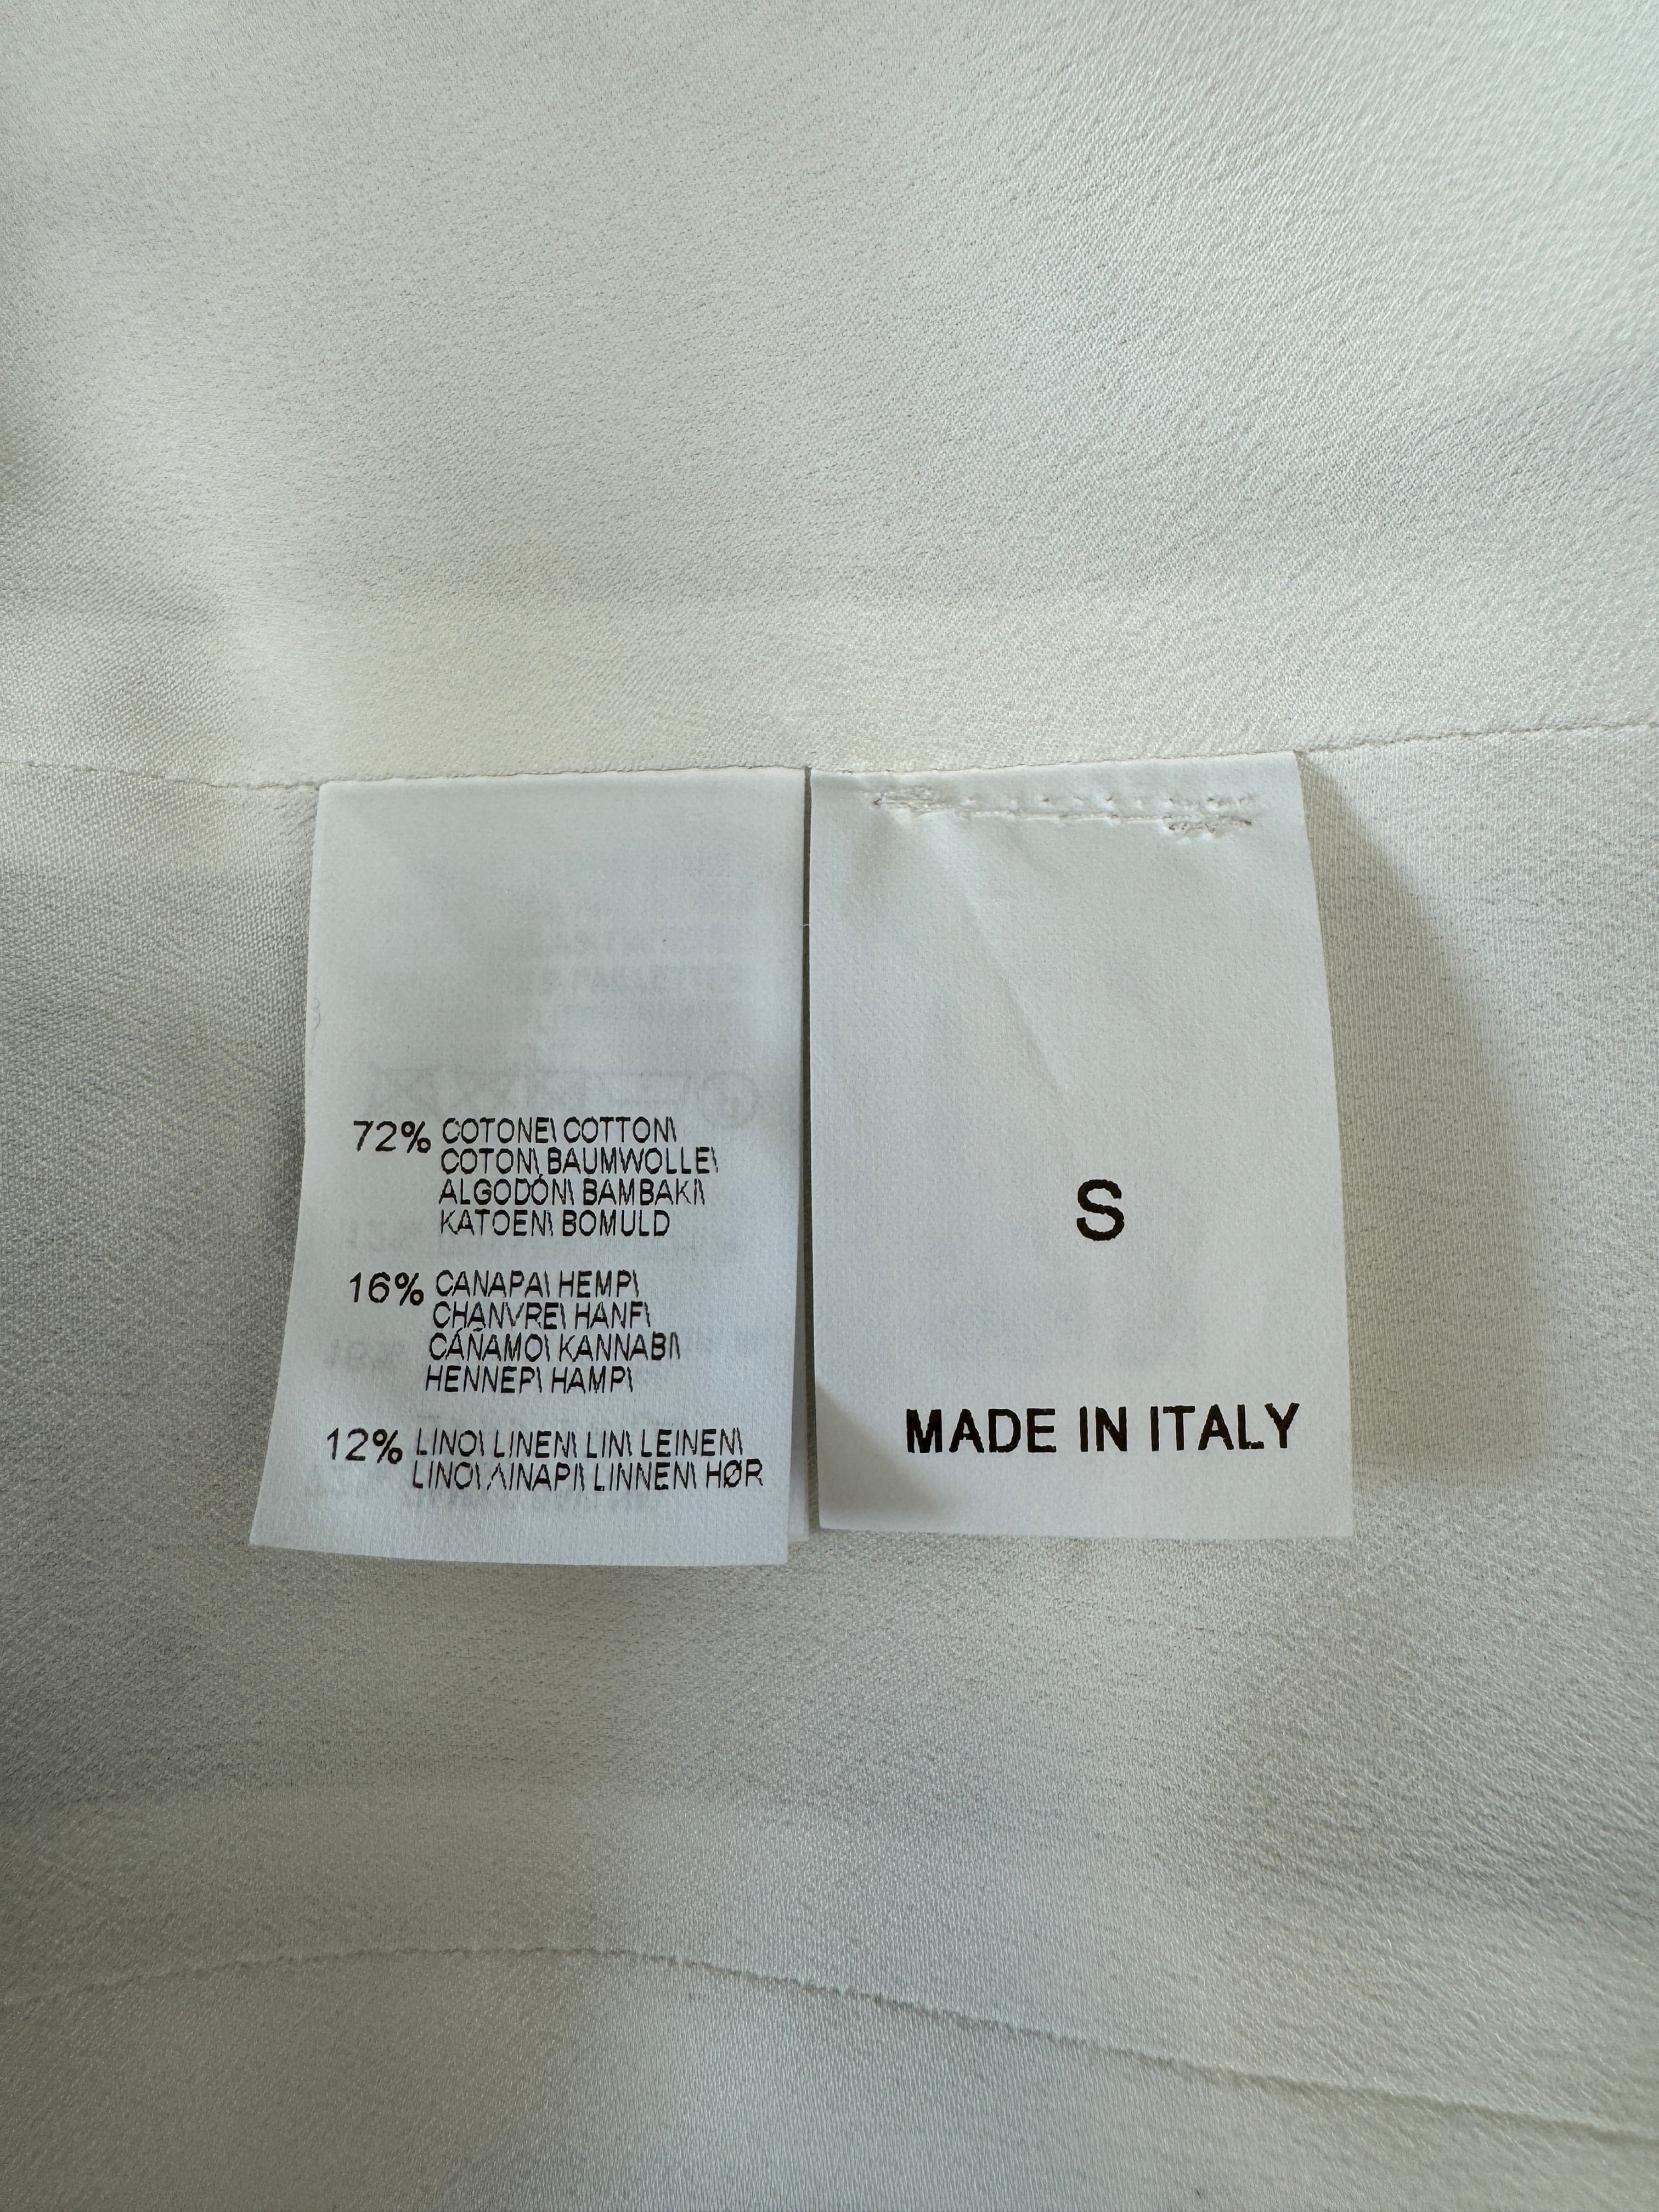 72% COTONE\ COTTON\
COTON\ BAUMWOLLE\
ALGODÓN\ BAMBAKI\
KATOEN\ BOMULD
16% CANAPA\ HEMP\
CHANVRE\ HANF\
CÁÑAMO\ KANNABI\
HENNEP\ HAMP\
12% LINO\ LINEN\ LIN\ LEINEN\
LINO\ ΛINAPI\ LINNEN\ HØR
S
MADE IN ITALY